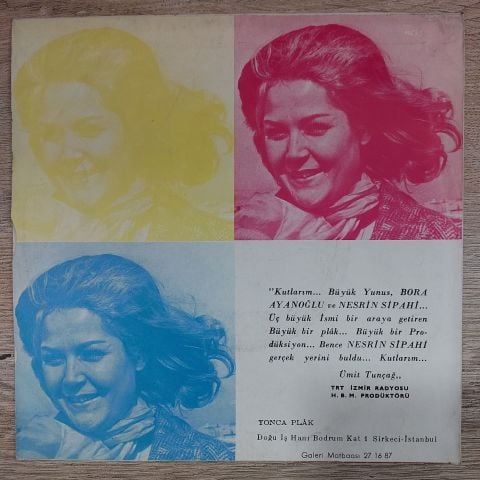 "Kutlarım... Büyük Yunus, BORA
AYANOĞLU ve NESRİN SİPAHİ...
Üç büyük İsmi bir araya getiren
Büyük bir plâk... Büyük bir Pro-
düksiyon... Bence NESRİN SİPAHİ
gerçek yerini buldu... Kutlarım...
Ümit Tunçağ,,
TRT İZMİR RADYOSU
H. B. M. PRODÜKTÖRÜ
YONCA PLÂK
Doğu İş Hanı Bodrum Kat 1 Sirkeci-İstanbul
Galeri Matbaası 27 16 87